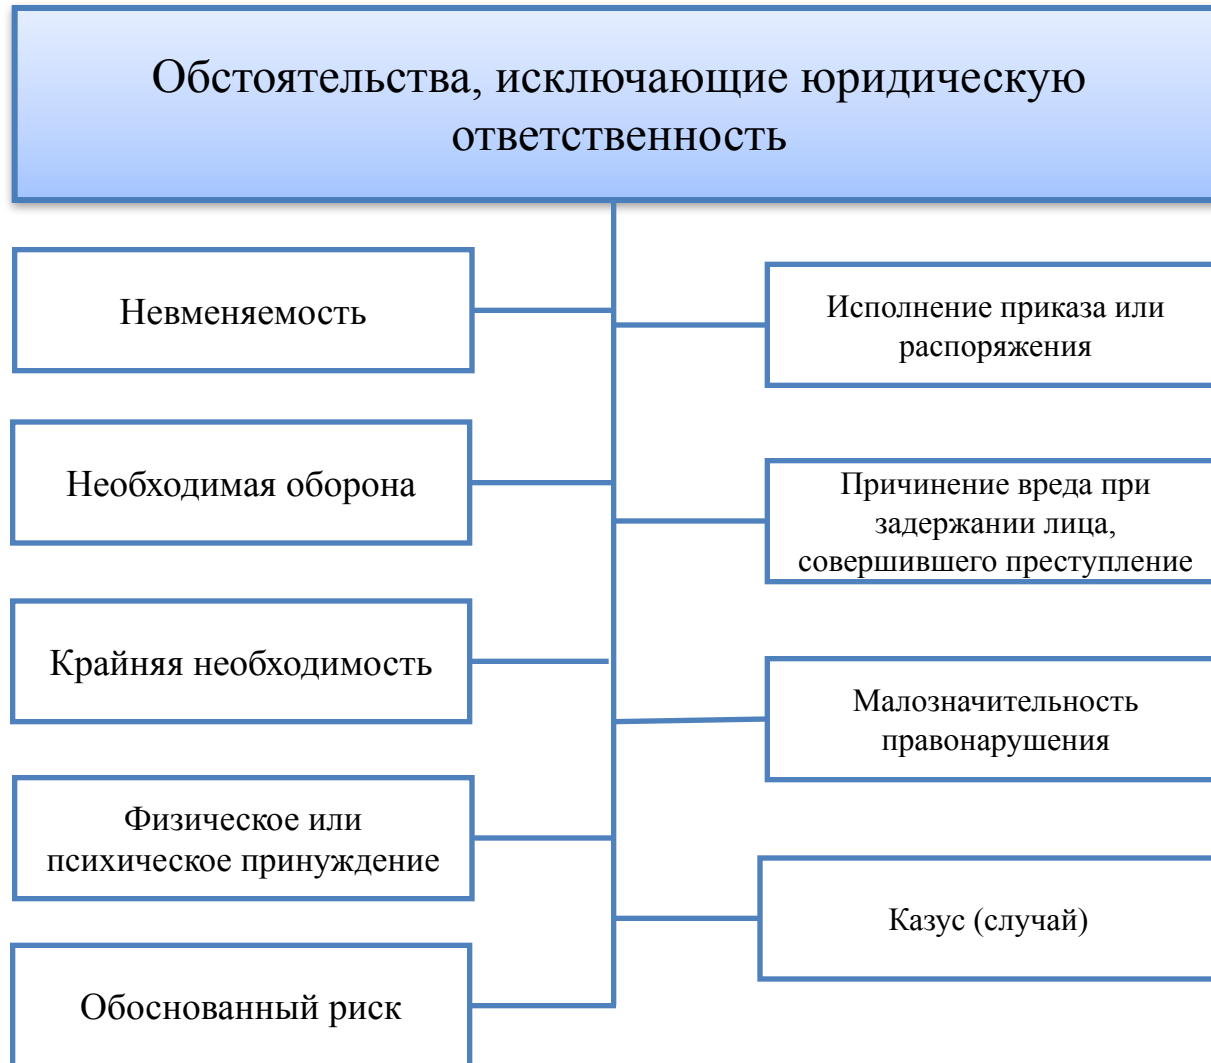 Обстоятельства, исключающие юридическую
ответственность
Невменяемость
Необходимая оборона
Крайняя необходимость
Физическое или
психическое принуждение
Обоснованный риск
Исполнение приказа или
распоряжения
Причинение вреда при
задержании лица,
совершившего преступление
Малозначительность
правонарушения
Казус (случай)